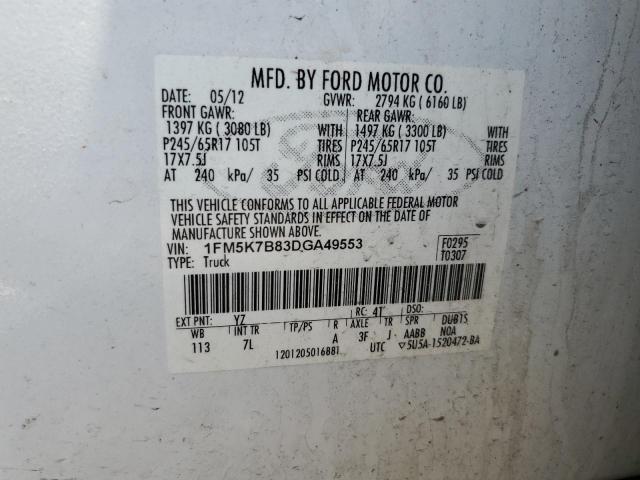 MFD. BY FORD MOTOR CO.
DATE: 05/12 GVWR: 2794 KG ( 6160 LB)
FRONT GAWR: REAR GAWR:
1397 KG ( 3080 LB) WITH 1497 KG ( 3300 LB) WITH
P245/65R17 105T TIRES P245/65R17 105T TIRES
17X7.5J RIMS 17X7.5J RIMS
AT 240 kPa/ 35 PSI COLD AT 240 kPa/ 35 PSI COLD
Ford
THIS VEHICLE CONFORMS TO ALL APPLICABLE FEDERAL MOTOR
VEHICLE SAFETY STANDARDS IN EFFECT ON THE DATE OF
MANUFACTURE SHOWN ABOVE.
VIN: 1FM5K7B83DGA49553 F0295
TYPE: Truck T0307
EXT PNT: Y7 RC: 4T DSO:
WB INT TR TP/PS R AXLE TR SPR DUBTS
113 7L A 3F J AABB N0A
1201205016881 UTC ▽5U5A-1520472-BA